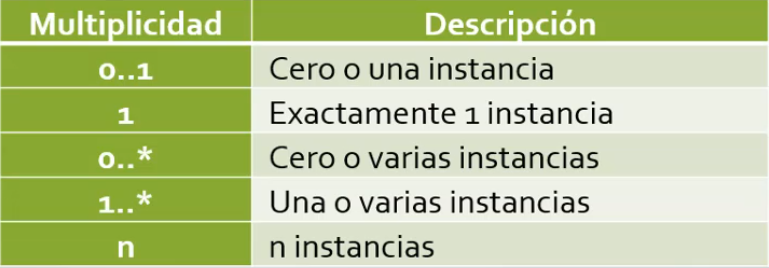 Multiplicidad Descripción
0..1 Cero o una instancia
1 Exactamente 1 instancia
0..* Cero o varias instancias
1..* Una o varias instancias
n n instancias